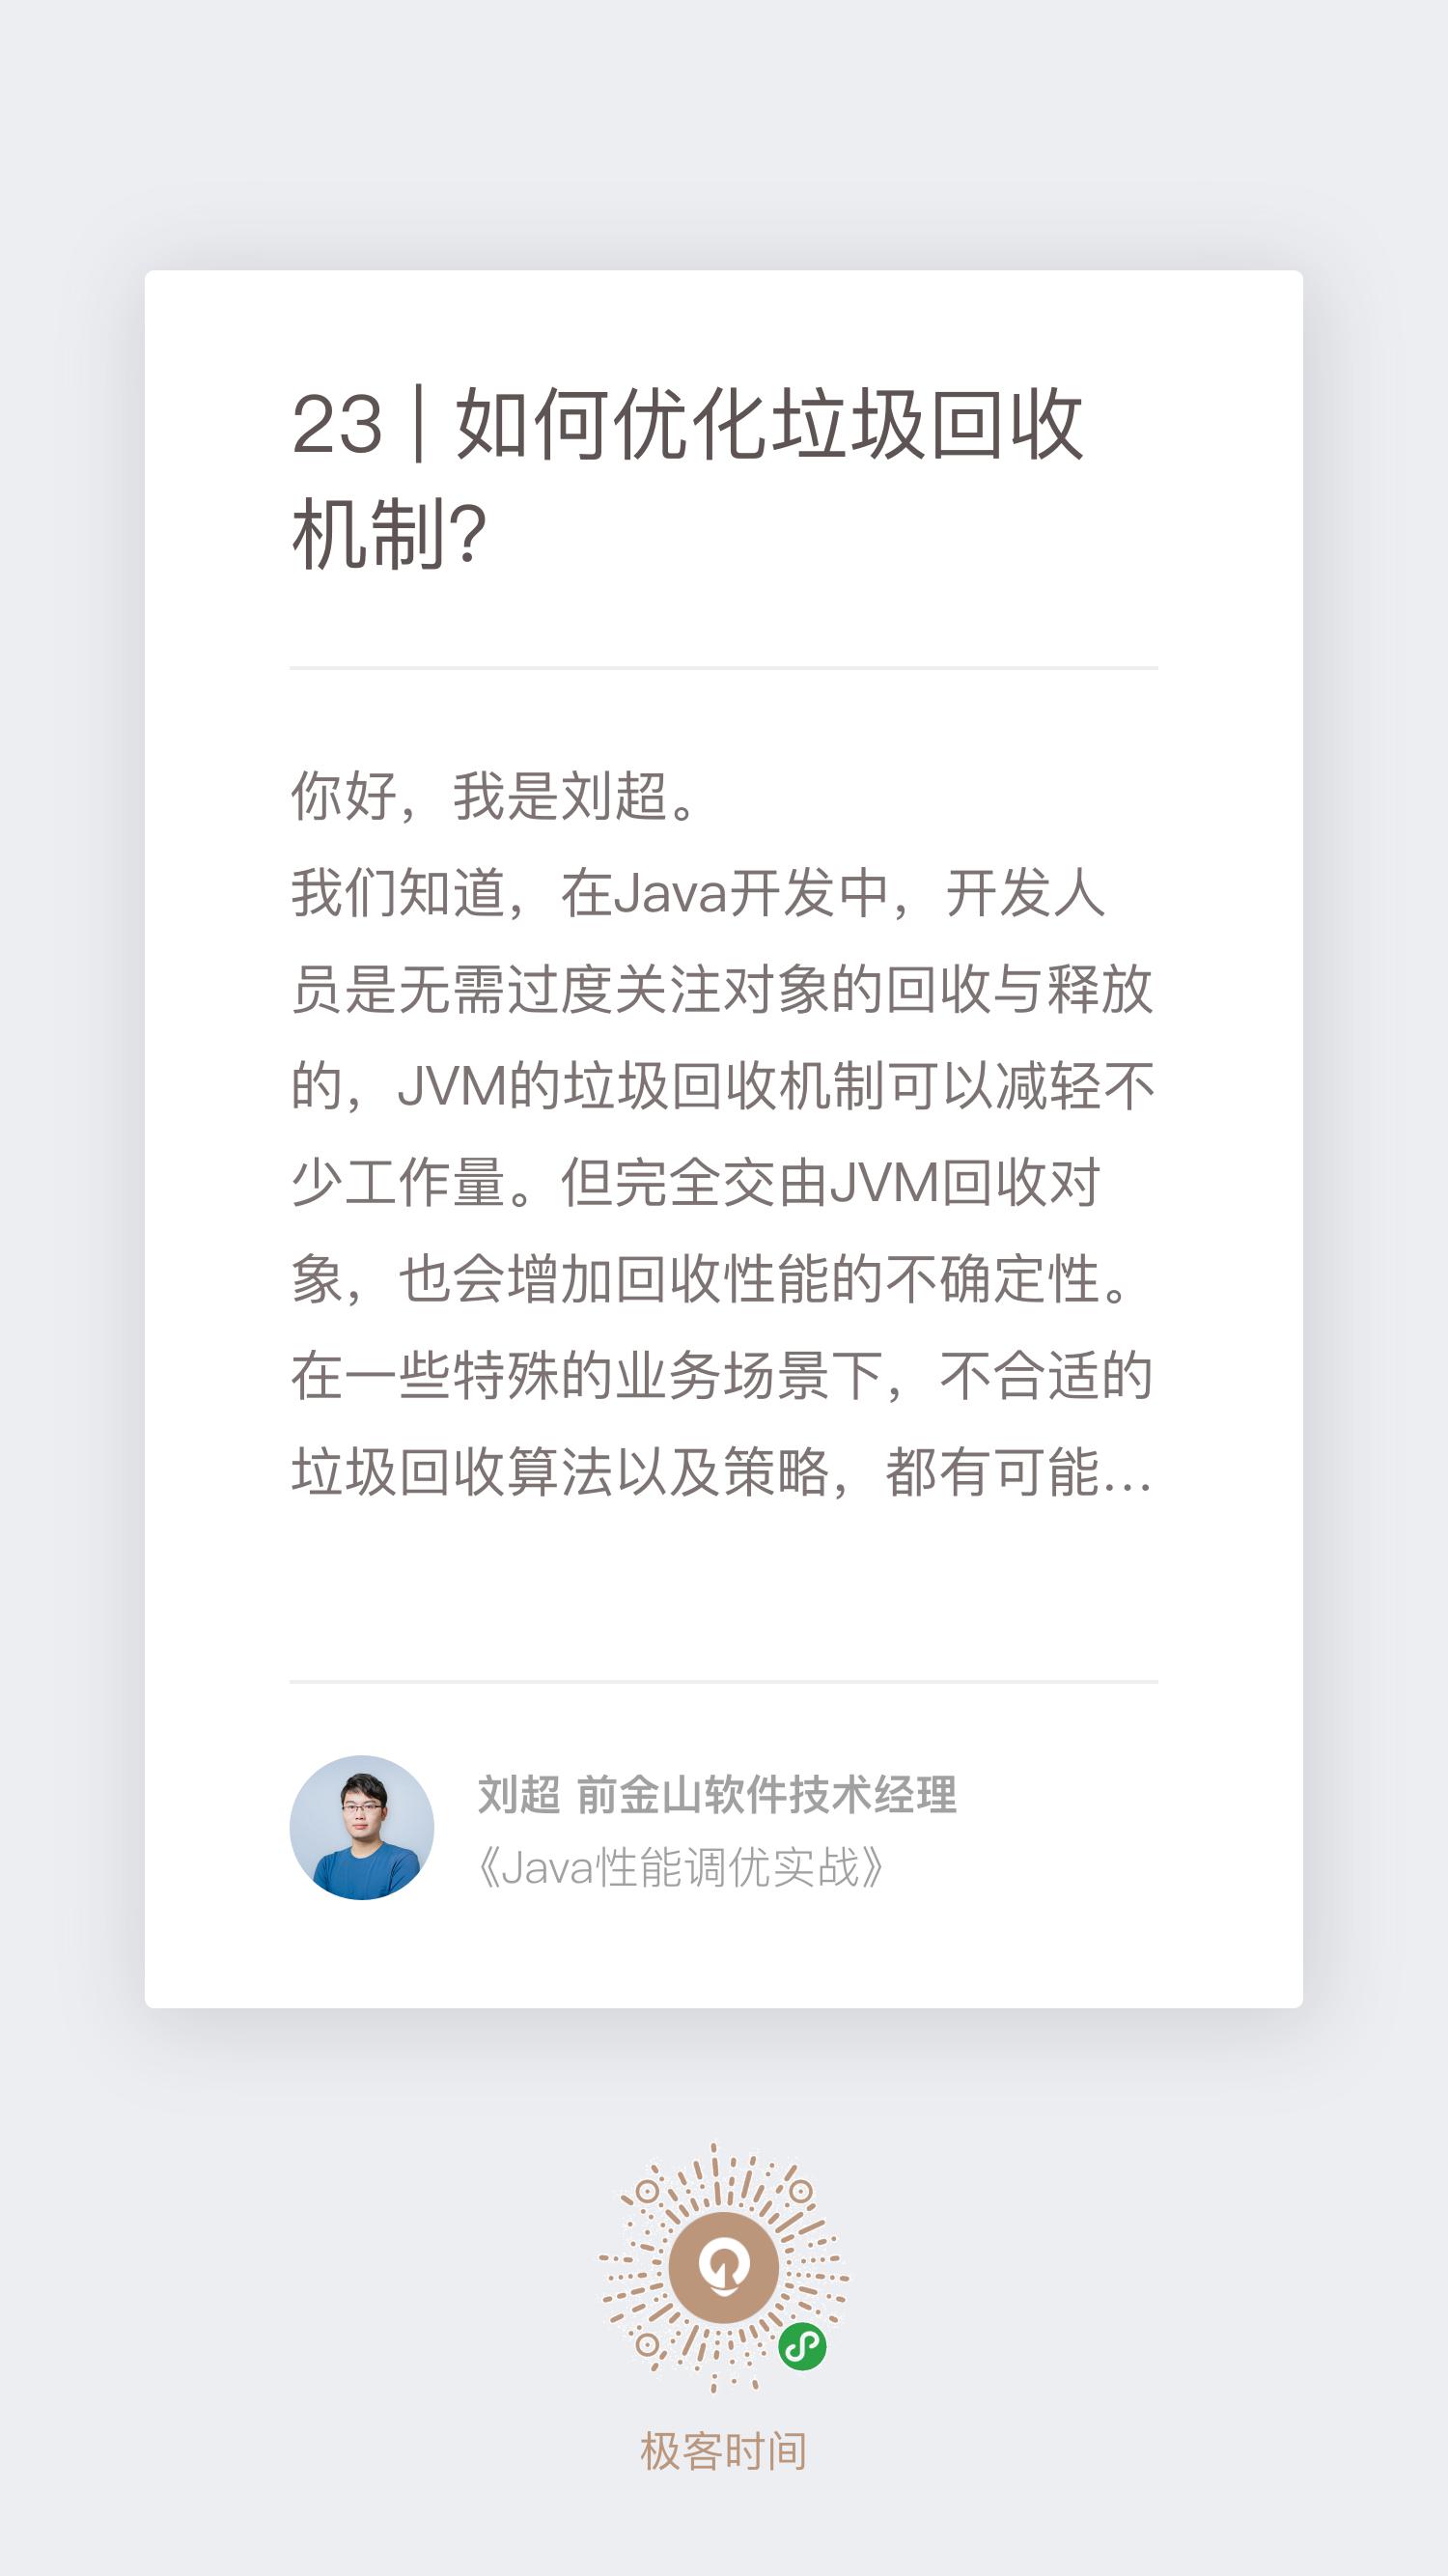 23 | 如何优化垃圾回收
机制？
你好，我是刘超。
我们知道，在Java开发中，开发人
员是无需过度关注对象的回收与释放
的，JVM的垃圾回收机制可以减轻不
少工作量。但完全交由JVM回收对
象，也会增加回收性能的不确定性。
在一些特殊的业务场景下，不合适的
垃圾回收算法以及策略，都有可能...
刘超 前金山软件技术经理
《Java性能调优实战》
极客时间